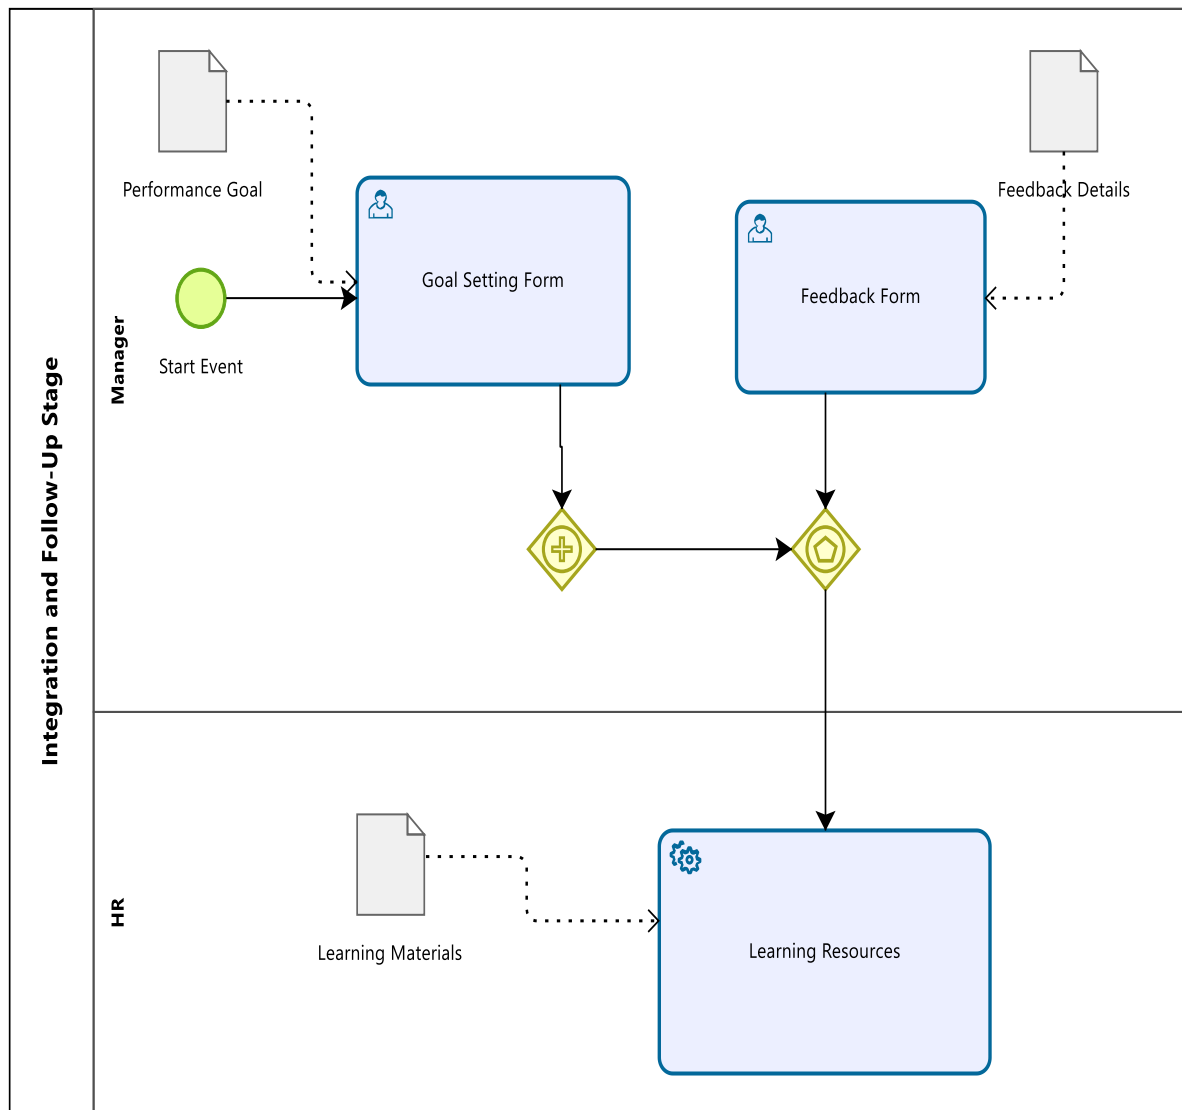 Integration and Follow-Up Stage
Manager
Performance Goal
Feedback Details
Goal Setting Form
Feedback Form
Start Event
HR
Learning Materials
Learning Resources